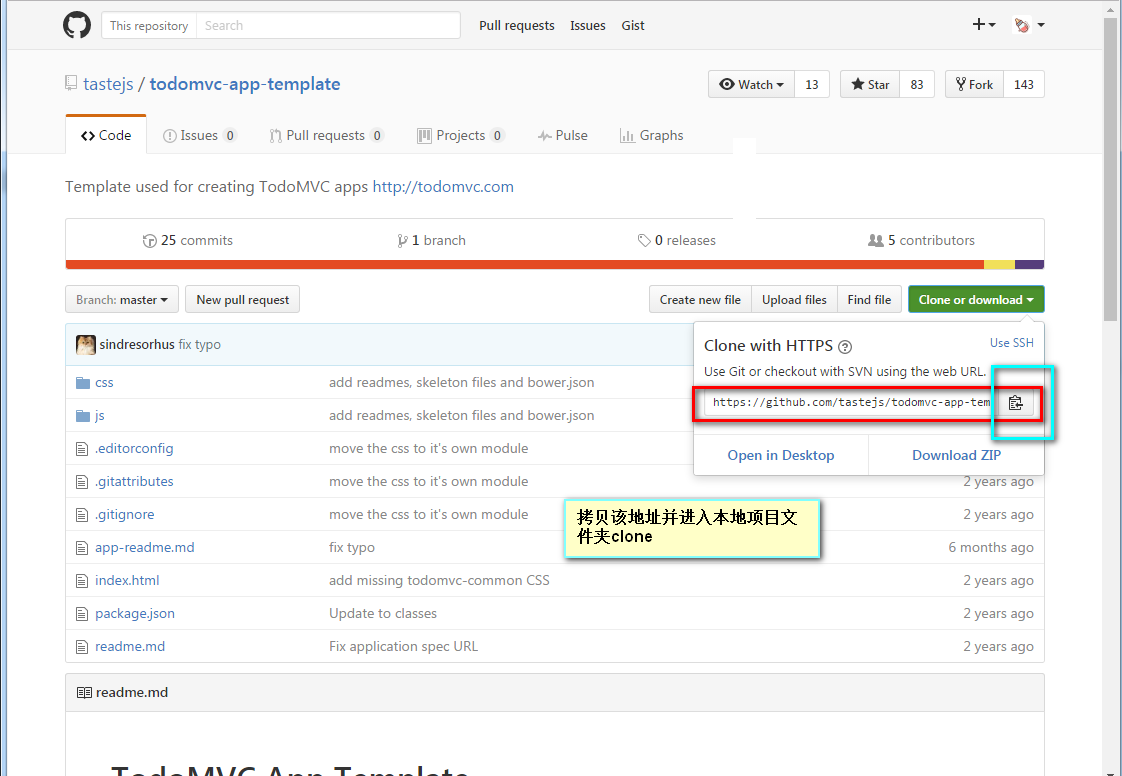 This repository Search Pull requests Issues Gist
tastejs / todomvc-app-template Watch 13 Star 83 Fork 143
Code Issues 0 Pull requests 0 Projects 0 Pulse Graphs
Template used for creating TodoMVC apps http://todomvc.com
25 commits 1 branch 0 releases 5 contributors
Branch: master New pull request Create new file Upload files Find file Clone or download
sindresorhus fix typo
Clone with HTTPS ? Use SSH
Use Git or checkout with SVN using the web URL.
https://github.com/tastejs/todomvc-app-tem
Open in Desktop Download ZIP
css add readmes, skeleton files and bower.json
js add readmes, skeleton files and bower.json
.editorconfig move the css to it's own module
.gitattributes move the css to it's own module 2 years ago
.gitignore move the css to it's own module 2 years ago
拷贝该地址并进入本地项目文
件夹clone
app-readme.md fix typo 6 months ago
index.html add missing todomvc-common CSS 2 years ago
package.json Update to classes 2 years ago
readme.md Fix application spec URL 2 years ago
readme.md
TodoMVC App Template